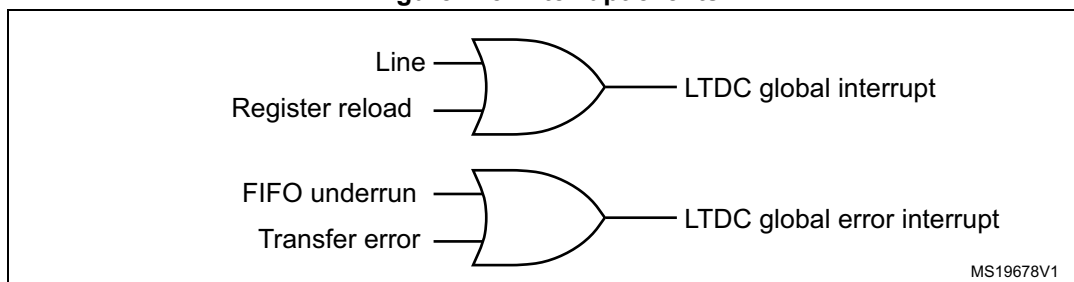 Line
Register reload
LTDC global interrupt
FIFO underrun
Transfer error
LTDC global error interrupt
MS19678V1